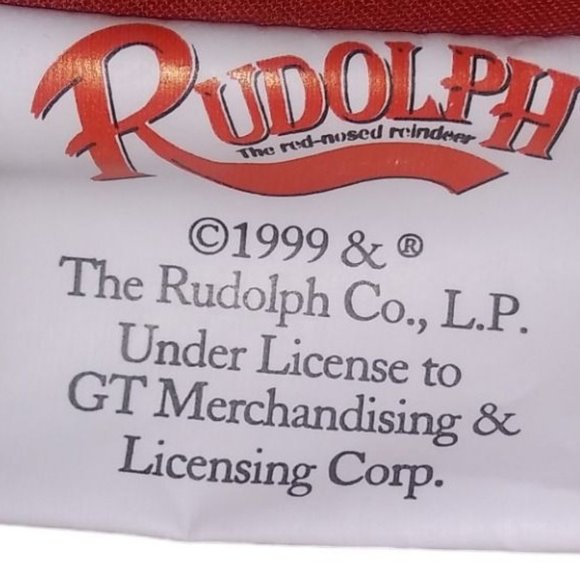 RUDOLPH
The red-nosed reindeer
©1999 & ®
The Rudolph Co., L.P.
Under License to
GT Merchandising &
Licensing Corp.